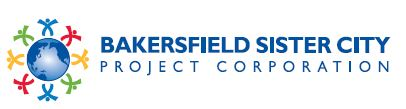 BAKERSFIELD SISTER CITY
PROJECT CORPORATION